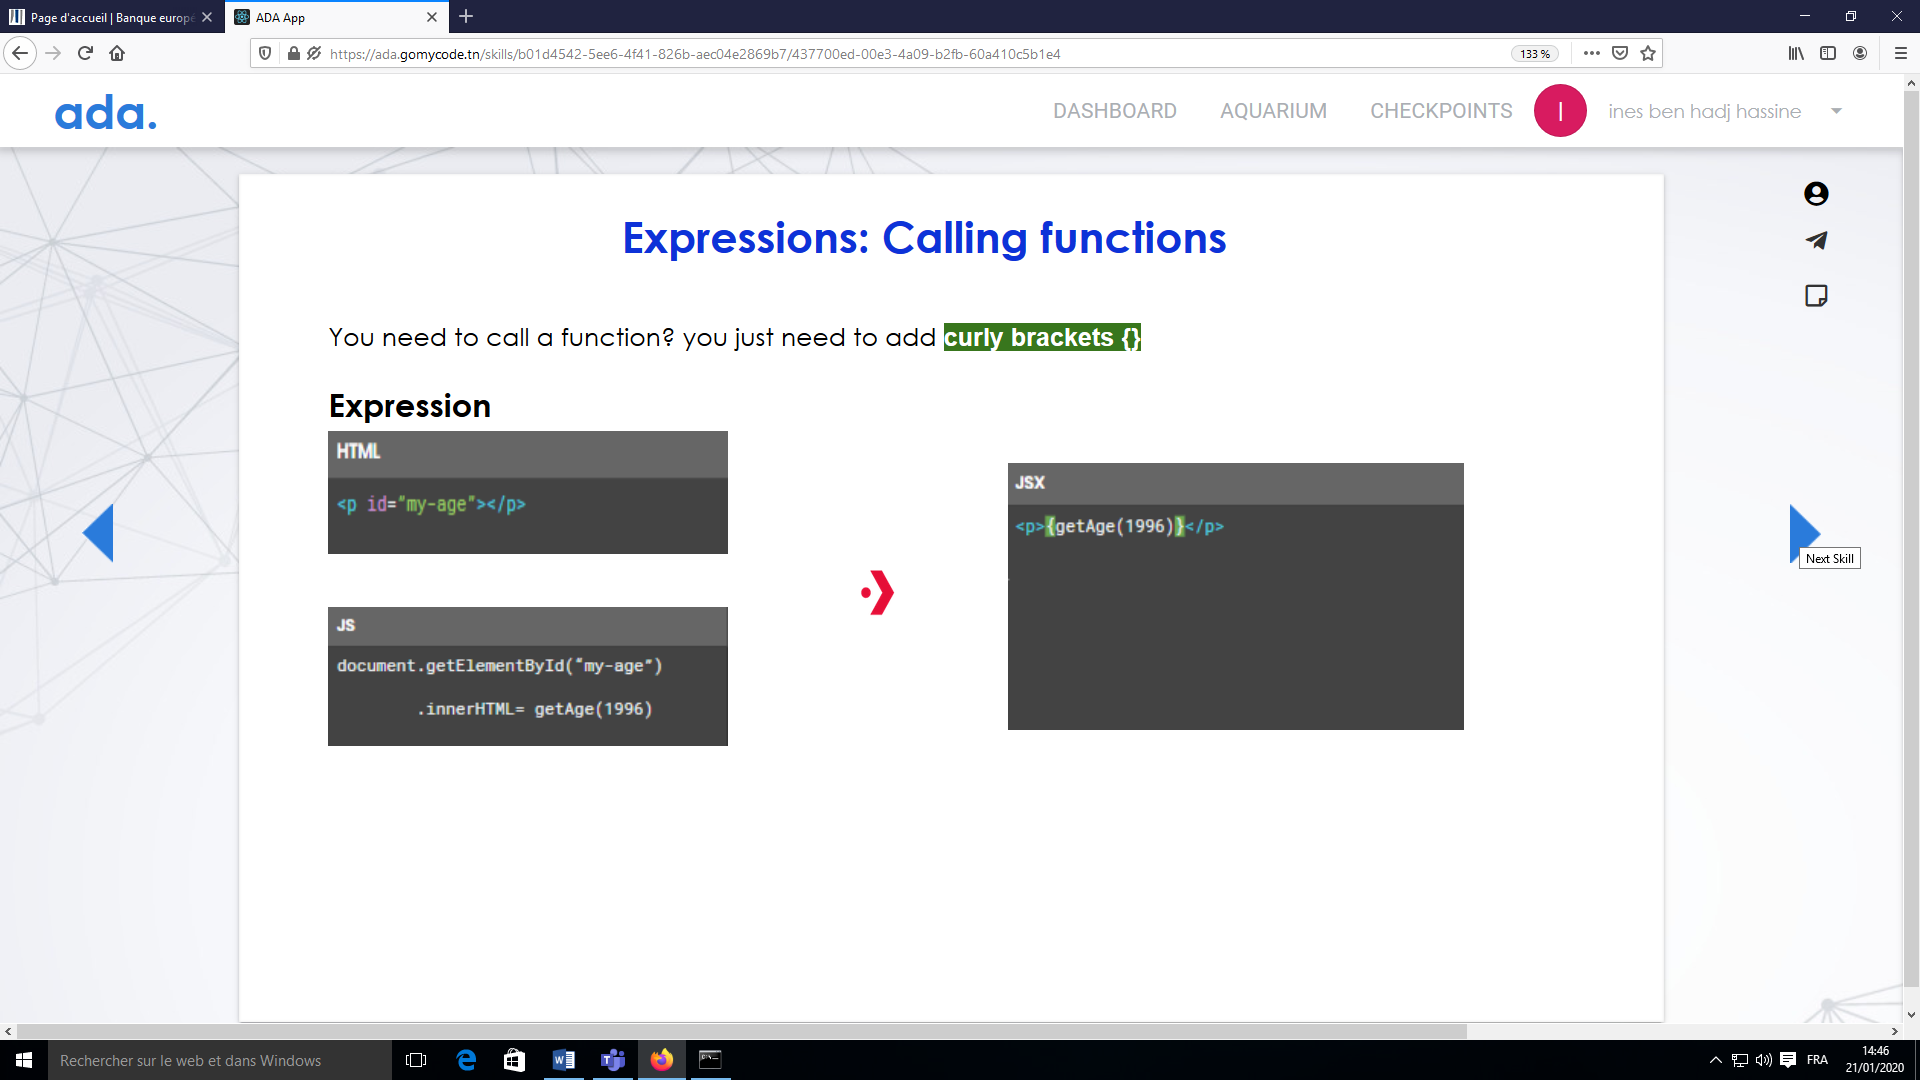 Page d'accueil | Banque europé
ADA App
https://ada.gomycode.tn/skills/b01d4542-5ee6-4f41-826b-aec04e2869b7/437700ed-00e3-4a09-b2fb-60a410c5b1e4
133 %
ada.
DASHBOARD
AQUARIUM
CHECKPOINTS
I
ines ben hadj hassine
Expressions: Calling functions
You need to call a function? you just need to add curly brackets {}
Expression
HTML
<p id="my-age"></p>
JS
document.getElementById("my-age")
.innerHTML= getAge(1996)
JSX
<p>{getAge(1996)}</p>
Next Skill
Rechercher sur le web et dans Windows
FRA
14:46
21/01/2020